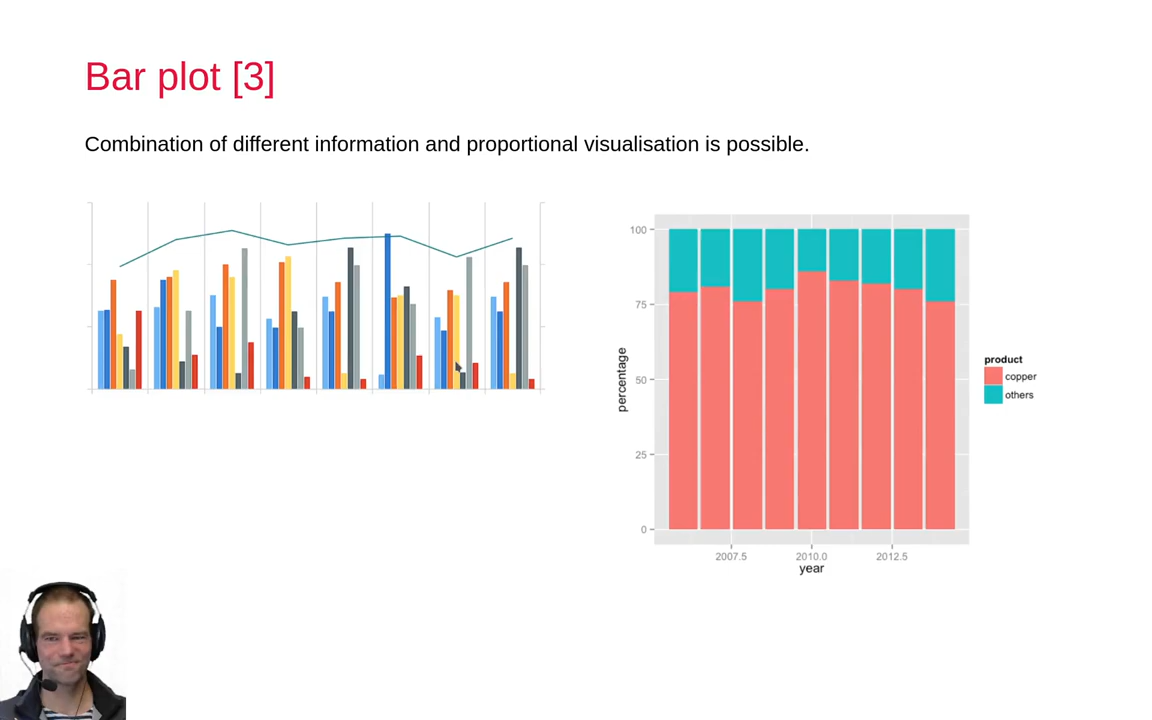 Bar plot [3]
Combination of different information and proportional visualisation is possible.
100
75
50
25
0
percentage
2007.5 2010.0 2012.5
year
product
copper
others